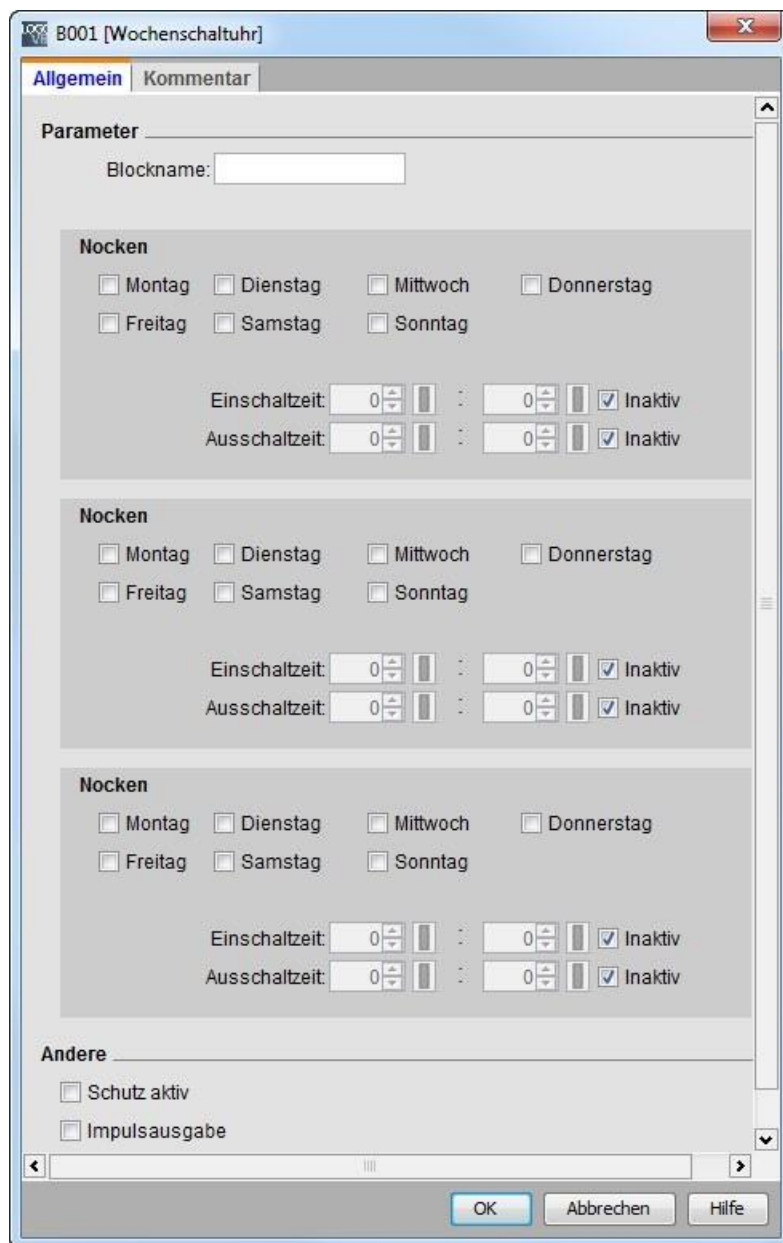 B001 [Wochenschaltuhr]
Allgemein Kommentar
Parameter
Blockname:
Nocken
Montag Dienstag Mittwoch Donnerstag
Freitag Samstag Sonntag
Einschaltzeit: 0 : 0 Inaktiv
Ausschaltzeit: 0 : 0 Inaktiv
Nocken
Montag Dienstag Mittwoch Donnerstag
Freitag Samstag Sonntag
Einschaltzeit: 0 : 0 Inaktiv
Ausschaltzeit: 0 : 0 Inaktiv
Nocken
Montag Dienstag Mittwoch Donnerstag
Freitag Samstag Sonntag
Einschaltzeit: 0 : 0 Inaktiv
Ausschaltzeit: 0 : 0 Inaktiv
Andere
Schutz aktiv
Impulsausgabe
OK Abbrechen Hilfe